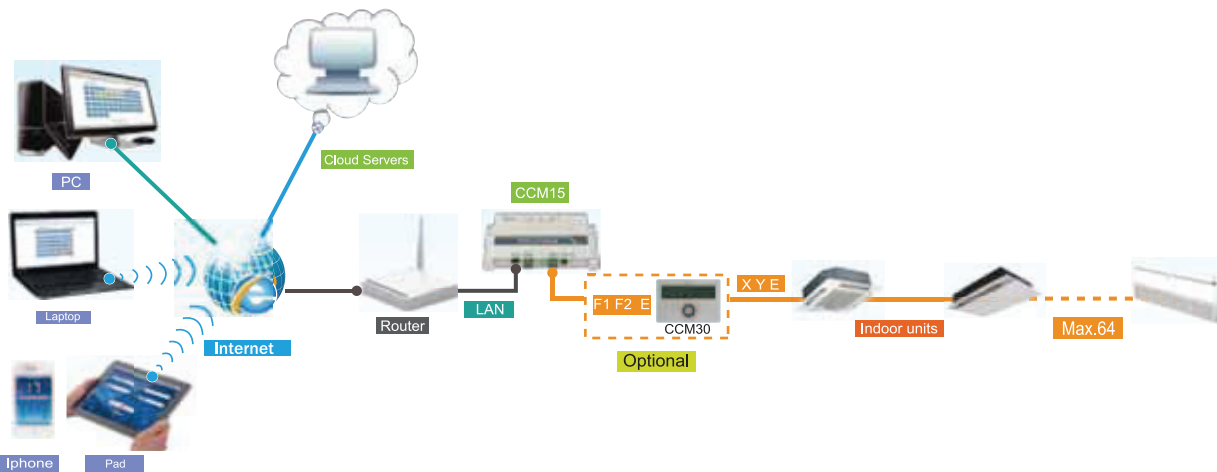 Cloud Servers
PC
CCM15
X Y E
F1 F2 E
LAN
Router
CCM30
Indoor units
Max.64
Laptop
Internet
Optional
Iphone
Pad